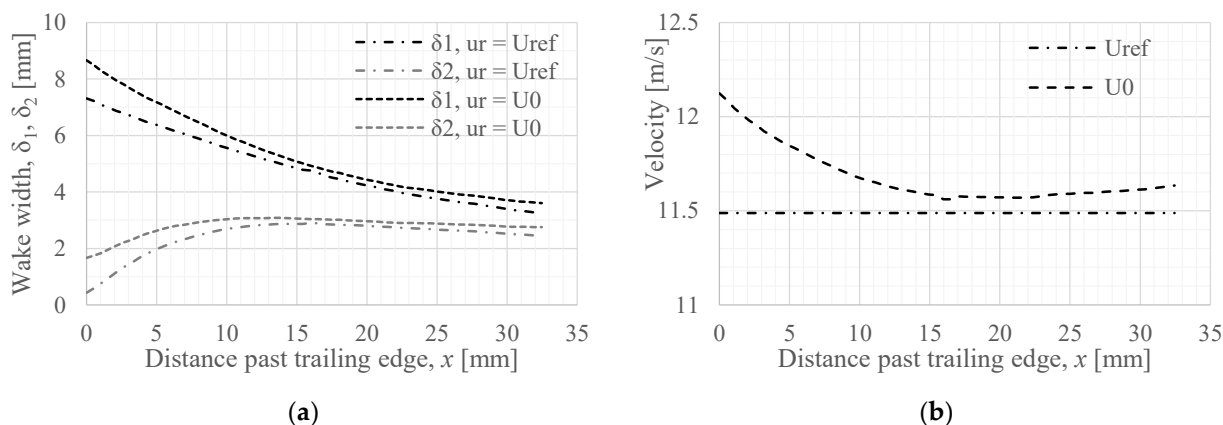 Wake width, δ1, δ2 [mm]
10
8
6
4
2
0
δ1, ur = Uref
δ2, ur = Uref
δ1, ur = U0
δ2, ur = U0
0 5 10 15 20 25 30 35
Distance past trailing edge, x [mm]
(a)
Velocity [m/s]
12.5
12
11.5
11
Uref
U0
0 5 10 15 20 25 30 35
Distance past trailing edge, x [mm]
(b)